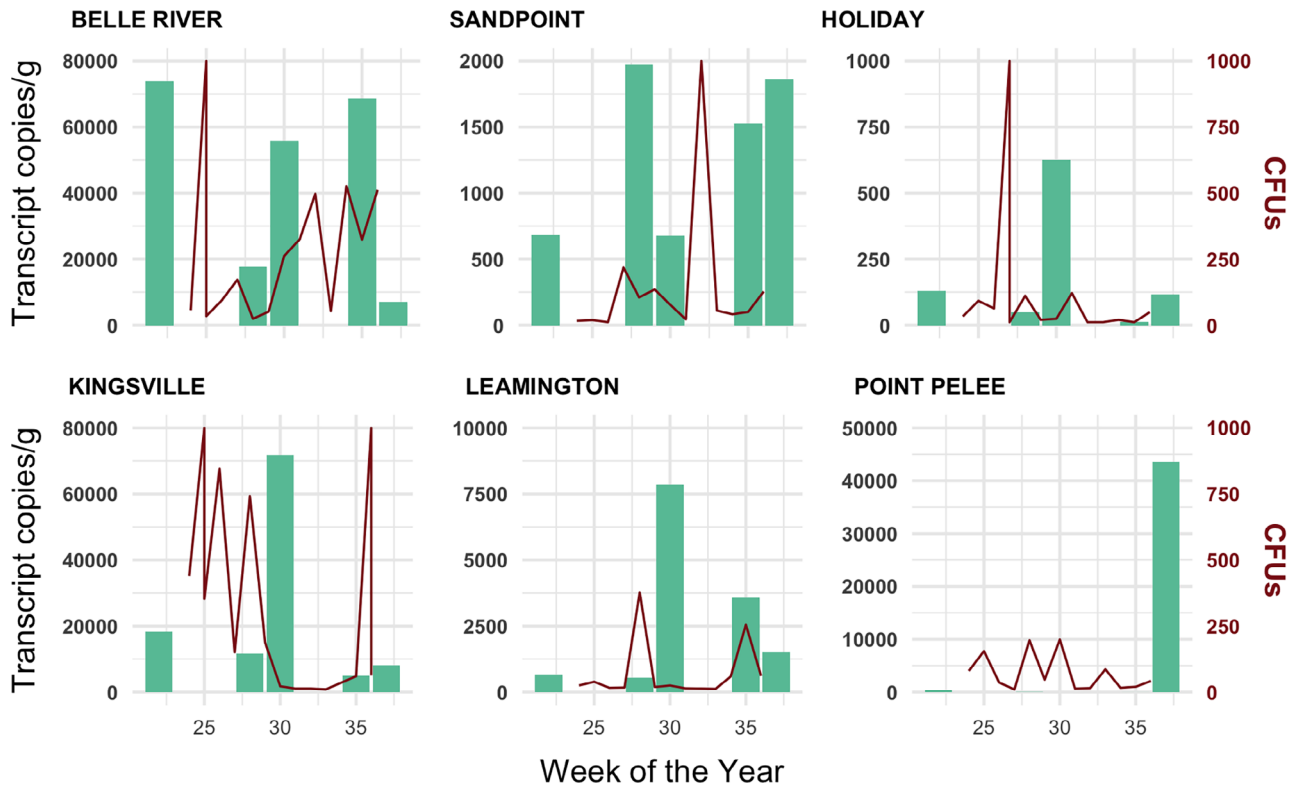 BELLE RIVER SANDPOINT HOLIDAY
80000 2000 1000 1000
60000 1500 750 750
40000 1000 500 500
20000 500 250 250
0 0 0 0
Transcript copies/g
CFUs
KINGSVILLE LEAMINGTON POINT PELEE
80000 10000 50000 1000
60000 7500 40000 750
40000 5000 30000 500
20000 2500 20000 250
0 0 10000 0
0
Transcript copies/g
CFUs
25 30 35 25 30 35 25 30 35
Week of the Year